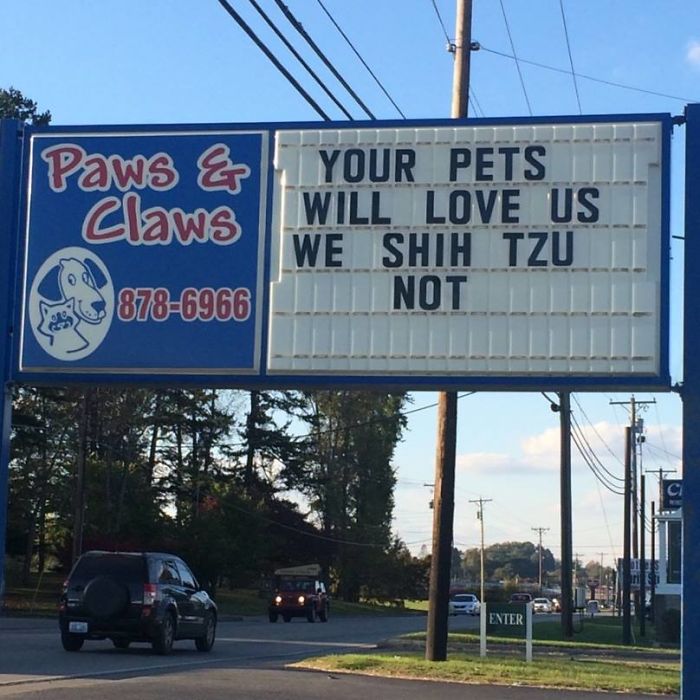 Paws &
Claws
878-6966
YOUR PETS
WILL LOVE US
WE SHIH TZU
NOT
ENTER